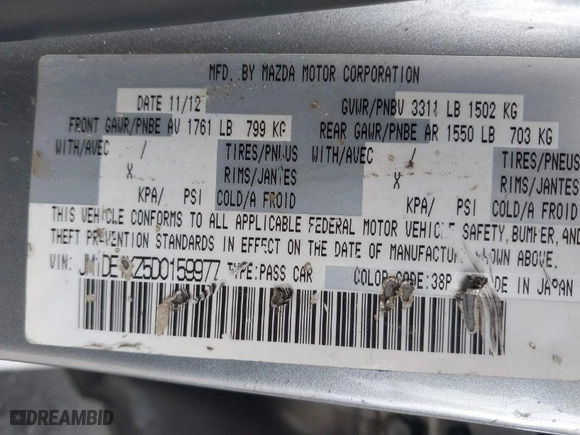 MFD. BY MAZDA MOTOR CORPORATION
DATE 11/12 GVWR/PNBV 3311 LB 1502 KG
FRONT GAWR/PNBE AV 1761 LB 799 KG REAR GAWR/PNBE AR 1550 LB 703 KG
WITH/AVEC / TIRES/PNEUS WITH/AVEC / TIRES/PNEUS
X RIMS/JANTES X RIMS/JANTES
KPA/ PSI COLD/A FROID KPA/ PSI COLD/A FROID
THIS VEHICLE CONFORMS TO ALL APPLICABLE FEDERAL MOTOR VEHICLE SAFETY, BUMPER, AND
THEFT PREVENTION STANDARDS IN EFFECT ON THE DATE OF MANUFACTURE SHOWN ABOVE.
VIN: TYPE:PASS CAR COLOR CODE:38P MADE IN JAPAN
DREAMBID